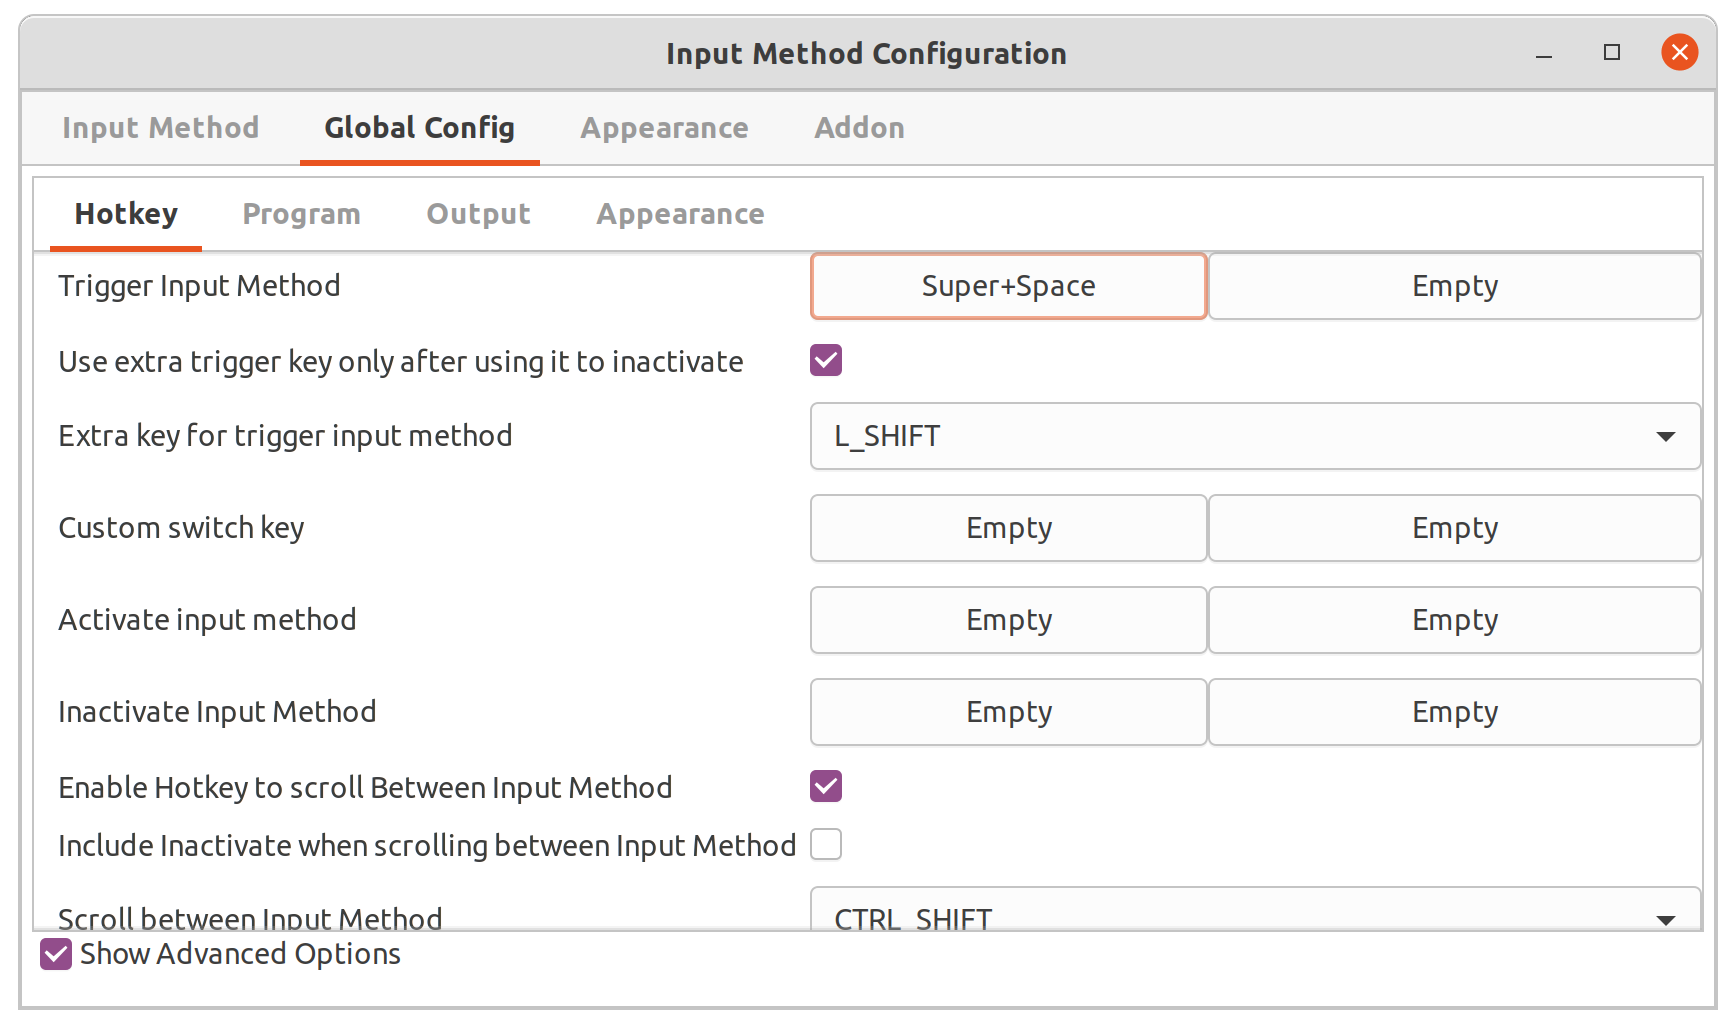 Input Method Configuration
Input Method Global Config Appearance Addon
Hotkey Program Output Appearance
Trigger Input Method Super+Space Empty
Use extra trigger key only after using it to inactivate
Extra key for trigger input method L_SHIFT
Custom switch key Empty Empty
Activate input method Empty Empty
Inactivate Input Method Empty Empty
Enable Hotkey to scroll Between Input Method
Include Inactivate when scrolling between Input Method
Scroll between Input Method CTRL_SHIFT
Show Advanced Options